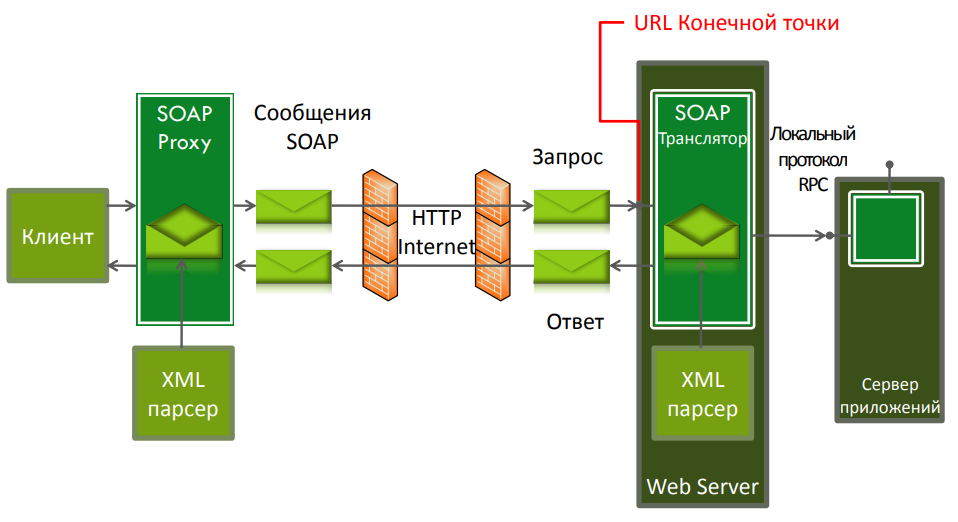 URL Конечной точки
SOAP
Proxy
Сообщения
SOAP
SOAP
Транслятор
Локальный
протокол
RPC
Запрос
Клиент
HTTP
Internet
Ответ
XML
парсер
XML
парсер
Сервер
приложений
Web Server